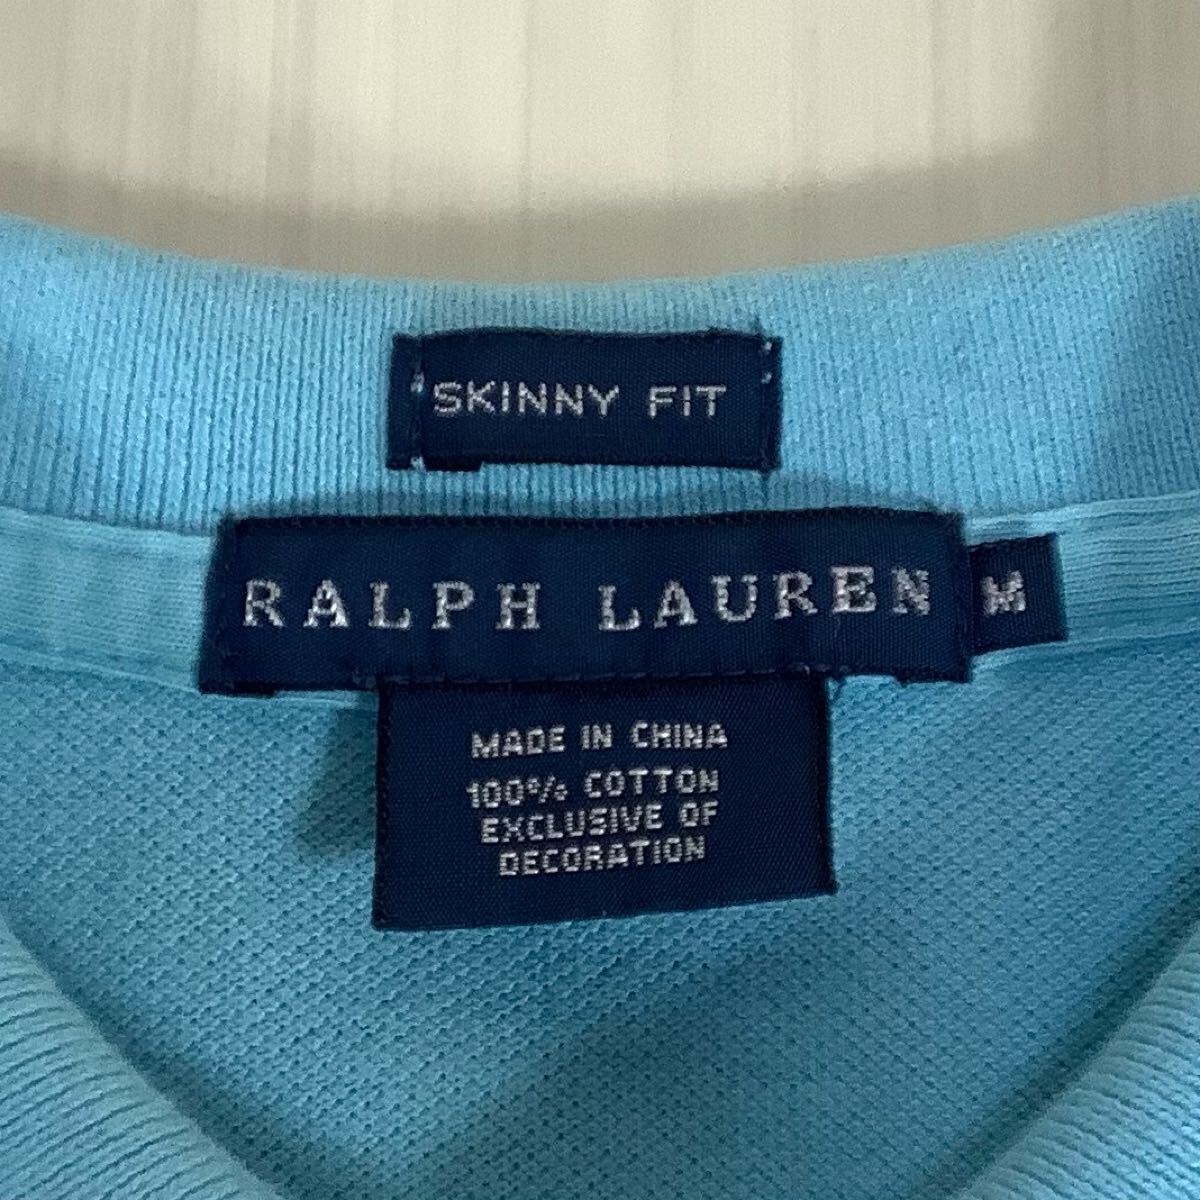 SKINNY FIT
RALPH LAUREN M
MADE IN CHINA
100% COTTON
EXCLUSIVE OF
DECORATION